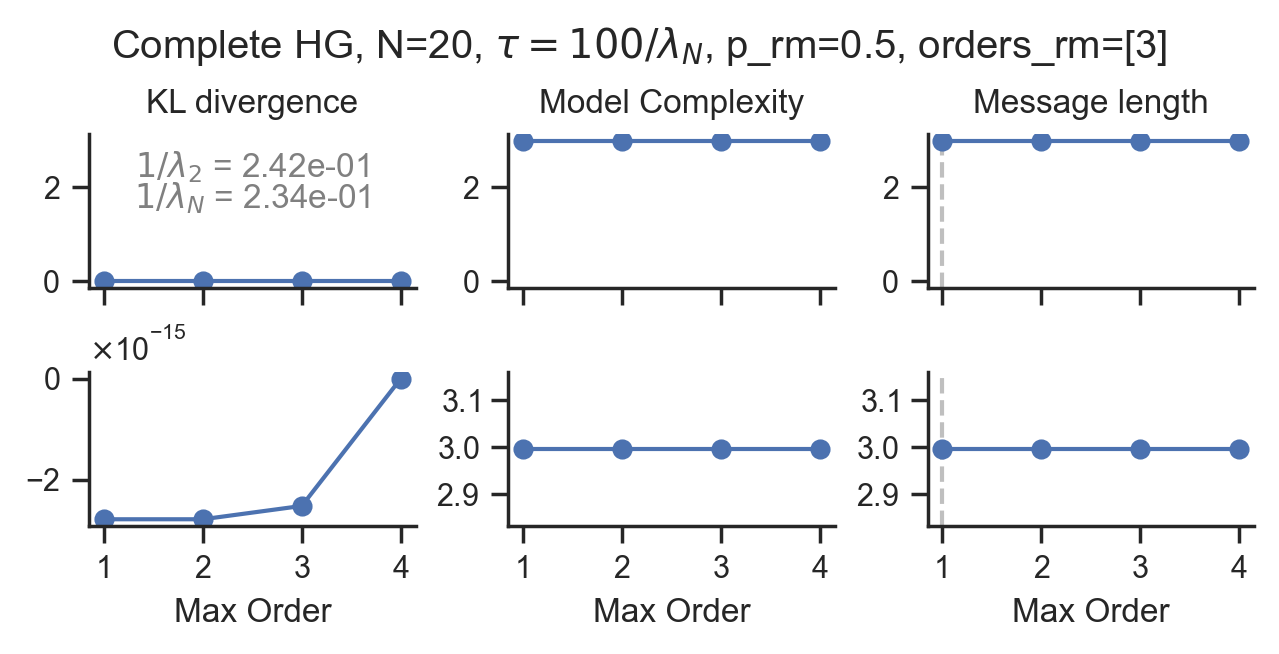 Complete HG, N=20, τ = 100/λ_N, p_rm=0.5, orders_rm=[3]
KL divergence
Model Complexity
Message length
1/λ₂ = 2.42e-01
1/λ_N = 2.34e-01
2
0
2
0
2
0
×10⁻¹⁵
0
−2
1 2 3 4
Max Order
3.1
3.0
2.9
1 2 3 4
Max Order
3.1
3.0
2.9
1 2 3 4
Max Order